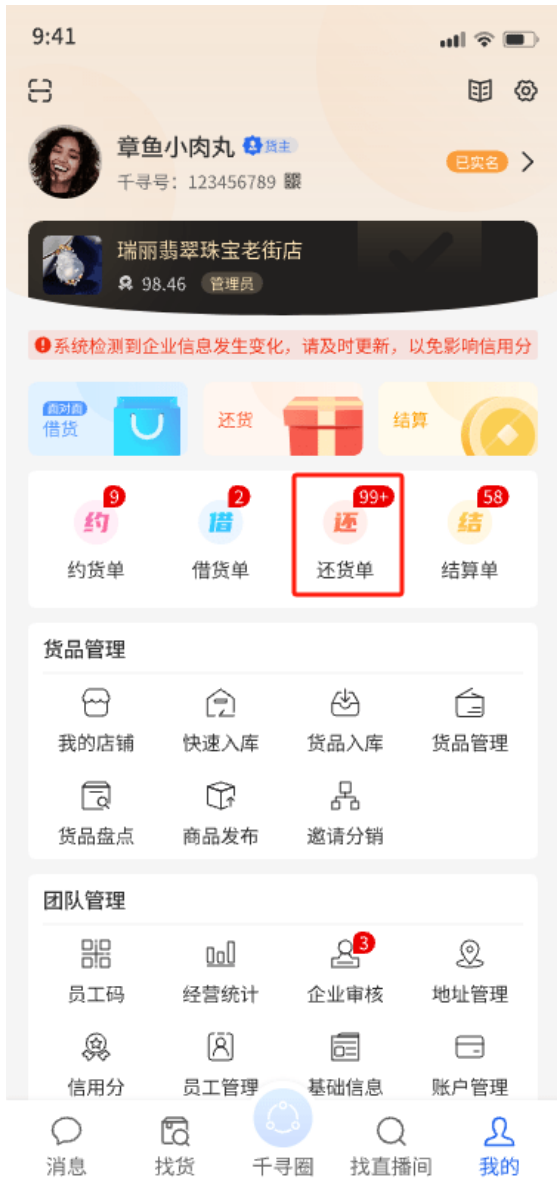 9:41
章鱼小肉丸 货主
千寻号：123456789
已实名
瑞丽翡翠珠宝老街店
98.46 管理员
系统检测到企业信息发生变化，请及时更新，以免影响信用分
面对面
借货
还货
结算
9 2 99+ 58
约 借 还 结
约货单 借货单 还货单 结算单
货品管理
我的店铺 快速入库 货品入库 货品管理
货品盘点 商品发布 邀请分销
团队管理
3
员工码 经营统计 企业审核 地址管理
信用分 员工管理 基础信息 账户管理
消息 找货 千寻圈 找直播间 我的